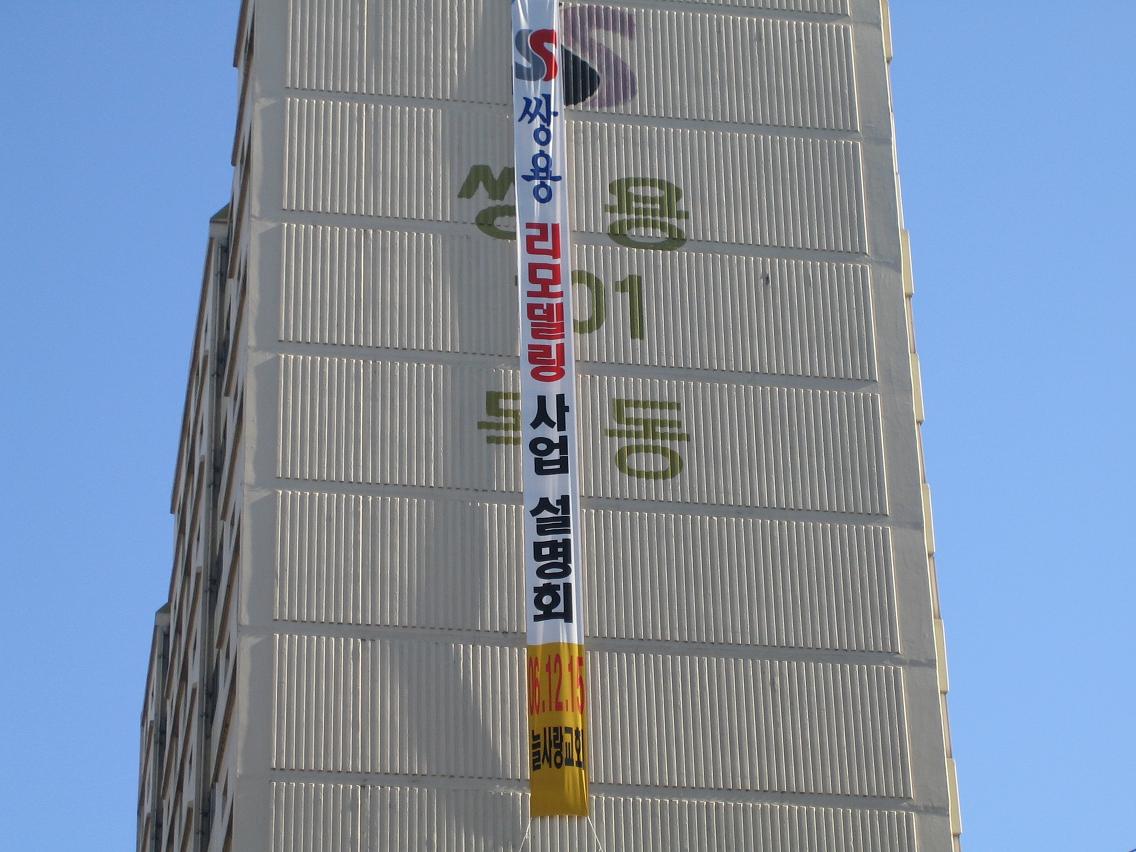 쌍용
리모델링
사업
설명회
06.12.15
늘사랑교회
쌍용
101
동